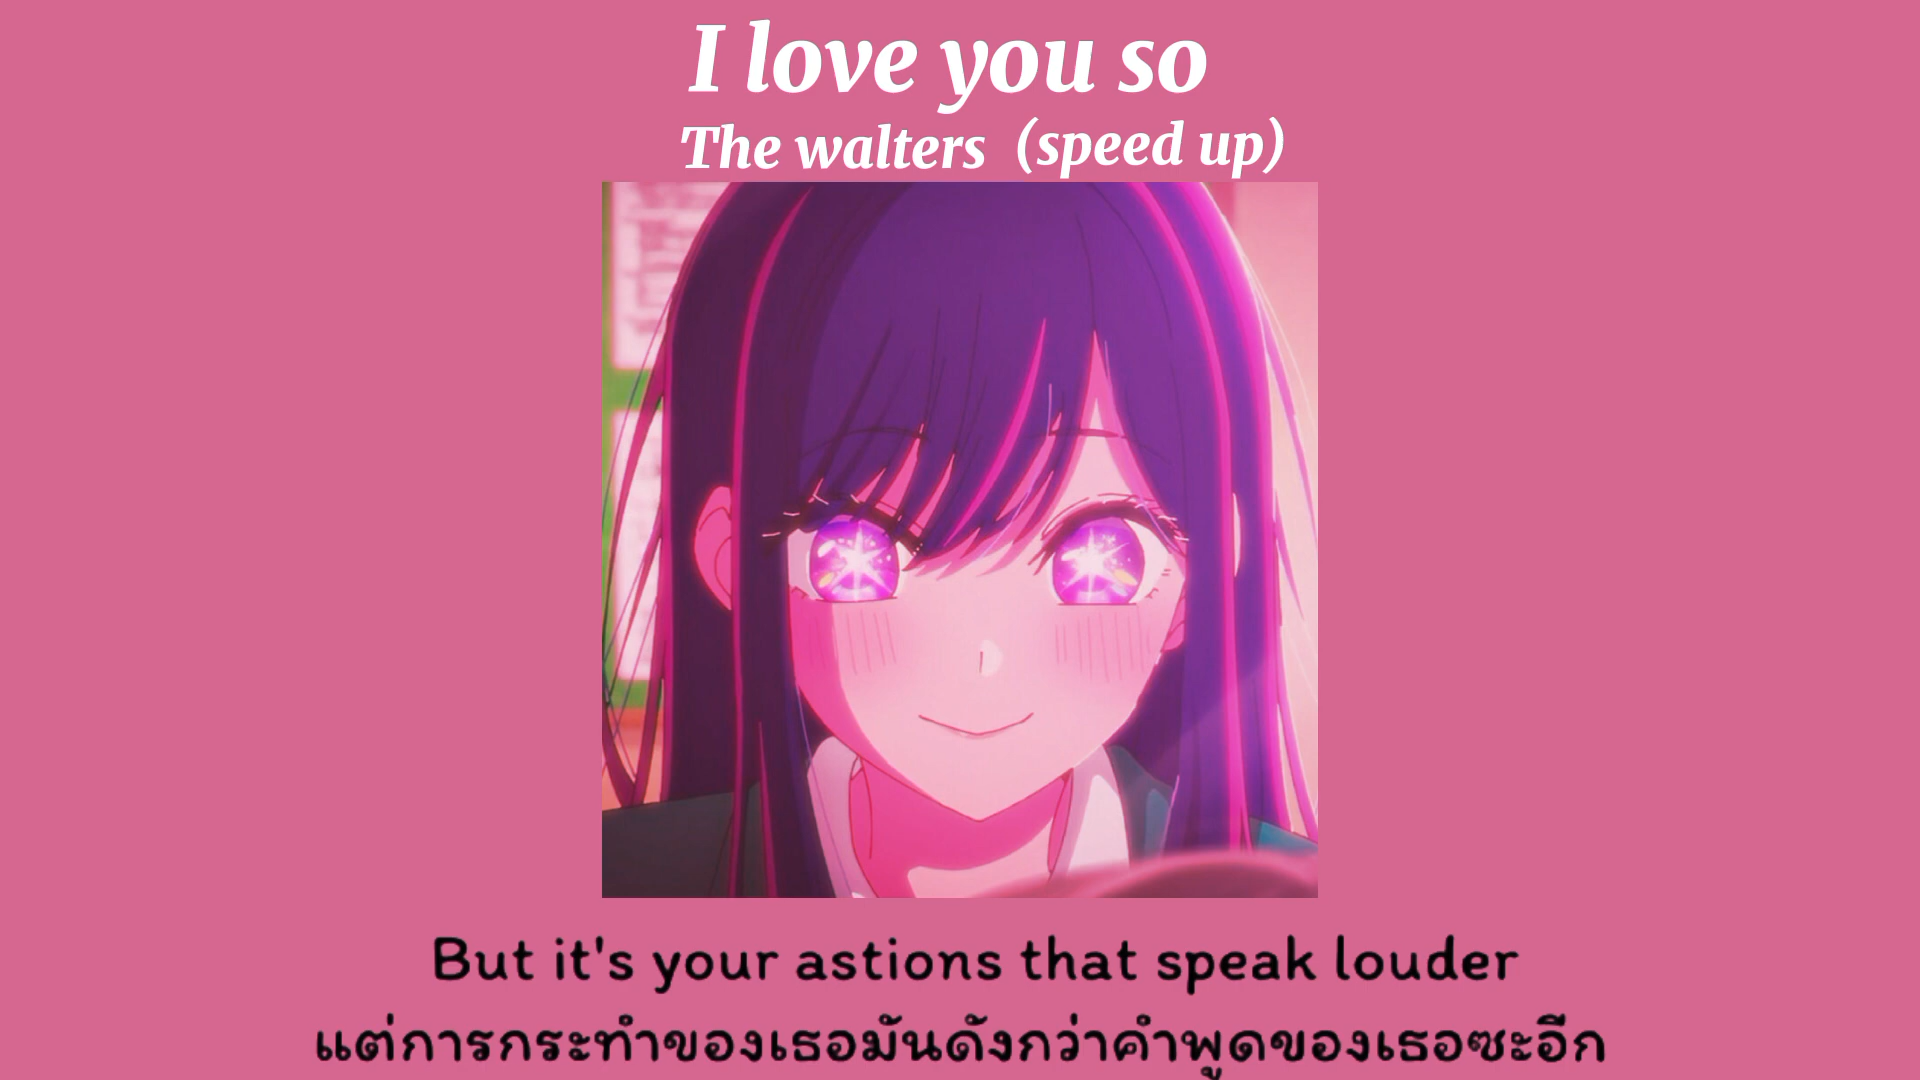 I love you so
The walters (speed up)
But it's your astions that speak louder
แต่การกระทำของเธอมันดังกว่าคำพูดของเธอซะอีก